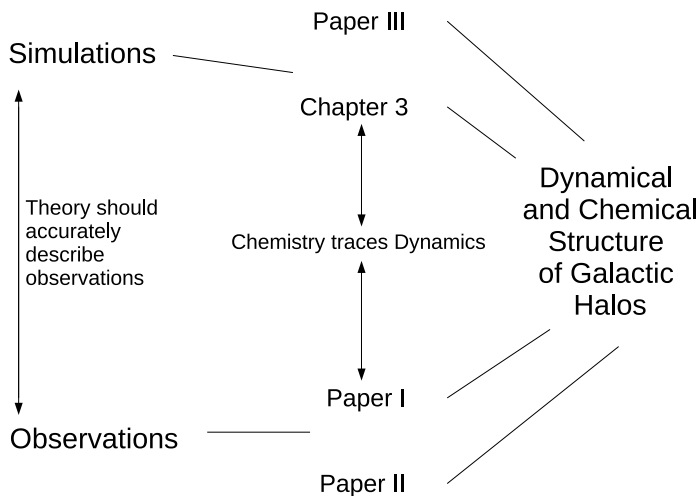 Paper III
Simulations
Chapter 3
Theory should
accurately
describe
observations
Chemistry traces Dynamics
Dynamical
and Chemical
Structure
of Galactic
Halos
Paper I
Observations
Paper II